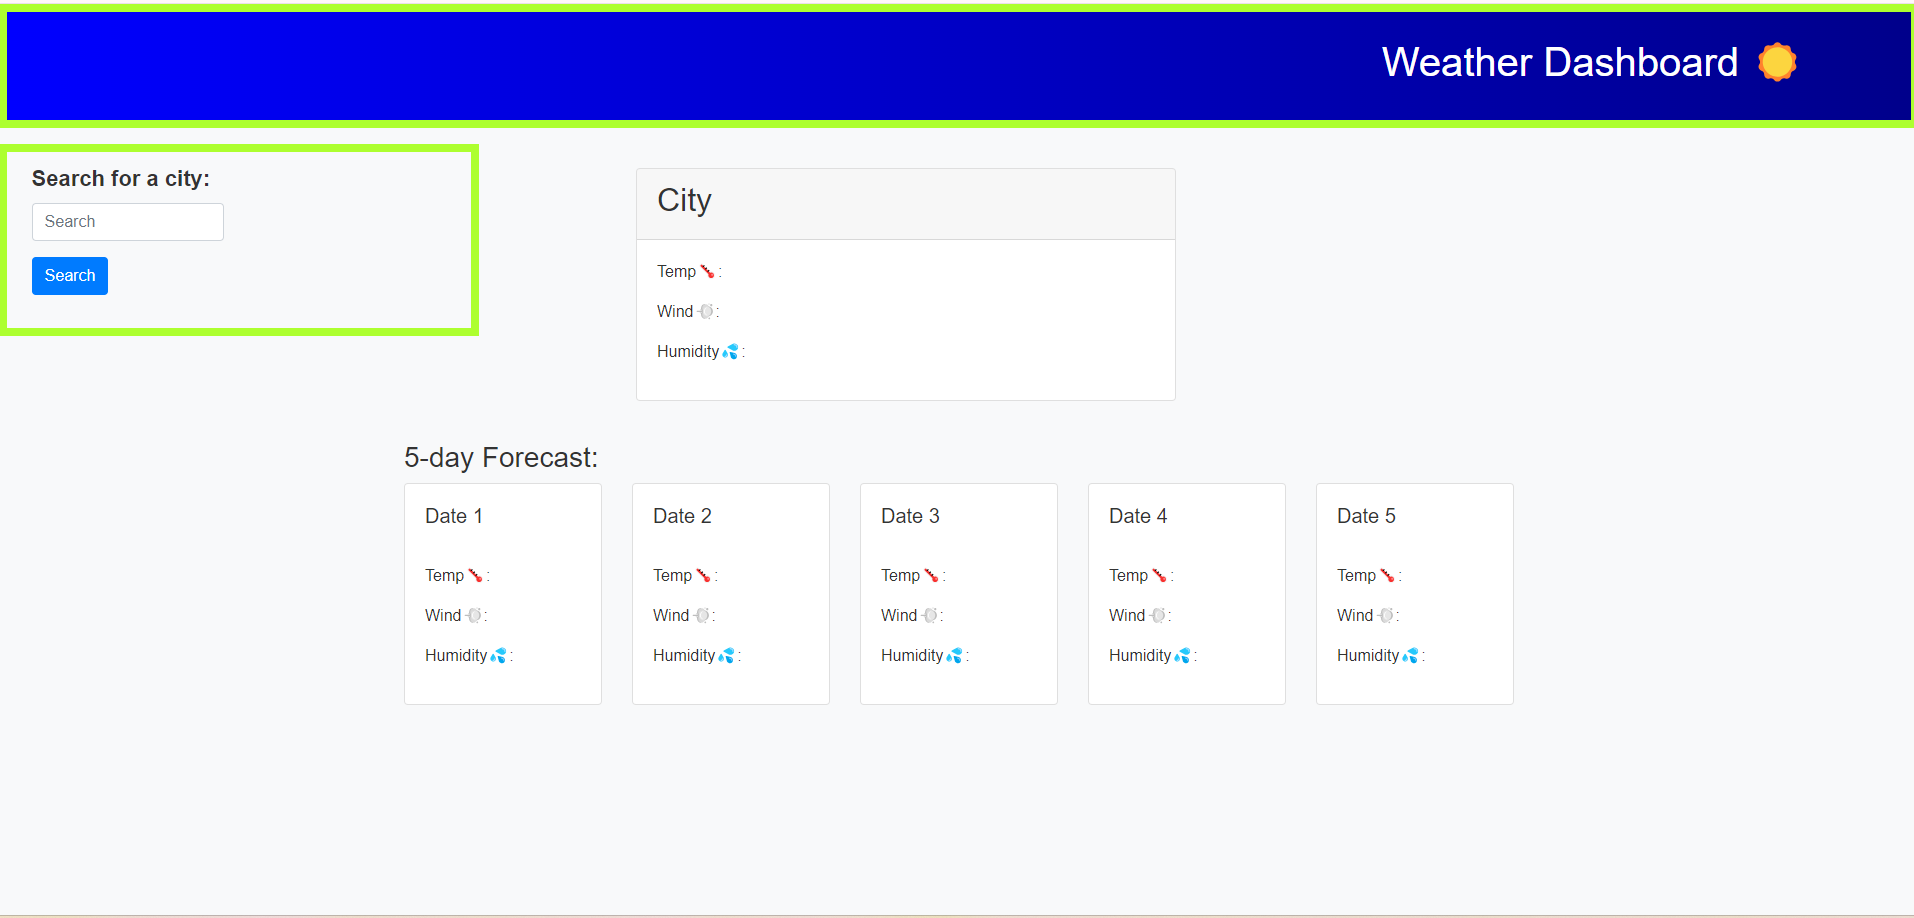 Weather Dashboard
Search for a city:
Search
Search
City
Temp🌡️:
Wind💨:
Humidity💦:
5-day Forecast:
Date 1
Temp🌡️:
Wind💨:
Humidity💦:
Date 2
Temp🌡️:
Wind💨:
Humidity💦:
Date 3
Temp🌡️:
Wind💨:
Humidity💦:
Date 4
Temp🌡️:
Wind💨:
Humidity💦:
Date 5
Temp🌡️:
Wind💨:
Humidity💦: